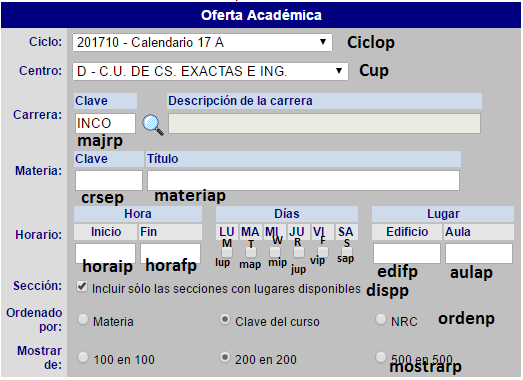 Oferta Académica
Ciclo: 201710 - Calendario 17 A Ciclop
Centro: D - C.U. DE CS. EXACTAS E ING. Cup
Clave Descripción de la carrera
Carrera: INCO
majrp
Clave Título
Materia:
crsep materiap
Hora Días Lugar
Inicio Fin LU MA MI JU VI SA Edificio Aula
Horario: M T W R F S
horaip horafp lup map mip jup vip sap edifp aulap
Sección: Incluir sólo las secciones con lugares disponibles dispp
Ordenado por: Materia Clave del curso NRC ordenp
Mostrar de: 100 en 100 200 en 200 500 en 500 mostrarp